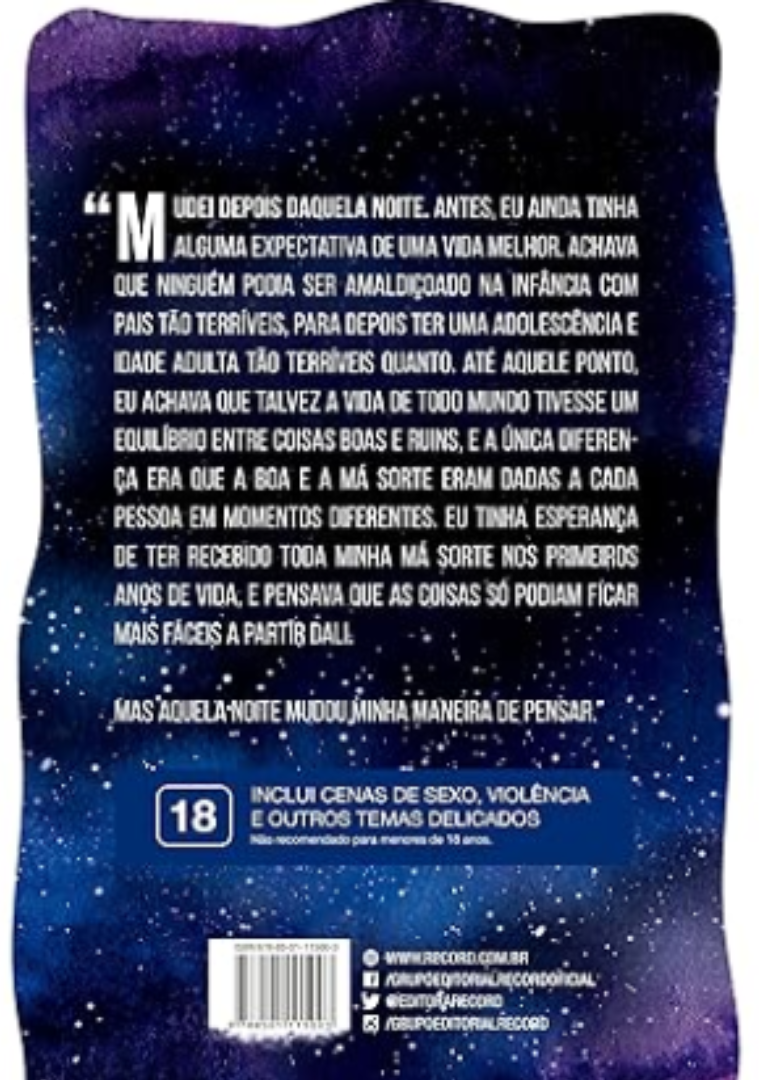 “MUDEI DEPOIS DAQUELA NOITE. ANTES, EU AINDA TINHA
ALGUMA EXPECTATIVA DE UMA VIDA MELHOR. ACHAVA
QUE NINGUÉM PODIA SER AMALDIÇOADO NA INFÂNCIA COM
PAIS TÃO TERRÍVEIS, PARA DEPOIS TER UMA ADOLESCÊNCIA E
IDADE ADULTA TÃO TERRÍVEIS QUANTO. ATÉ AQUELE PONTO,
EU ACHAVA QUE TALVEZ A VIDA DE TODO MUNDO TIVESSE UM
EQUILÍBRIO ENTRE COISAS BOAS E RUINS, E A ÚNICA DIFEREN-
ÇA ERA QUE A BOA E A MÁ SORTE ERAM DADAS A CADA
PESSOA EM MOMENTOS DIFERENTES. EU TINHA ESPERANÇA
DE TER RECEBIDO TODA MINHA MÁ SORTE NOS PRIMEIROS
ANOS DE VIDA, E PENSAVA QUE AS COISAS SÓ PODIAM FICAR
MAIS FÁCEIS A PARTIR DALI.
MAS AQUELA NOITE MUDOU MINHA MANEIRA DE PENSAR.”
18
INCLUI CENAS DE SEXO, VIOLÊNCIA
E OUTROS TEMAS DELICADOS
Não recomendado para menores de 18 anos.
WWW.RECORD.COM.BR
/GRUPOEDITORIALRECORDOFICIAL
@EDITORARECORD
/GRUPOEDITORIALRECORD